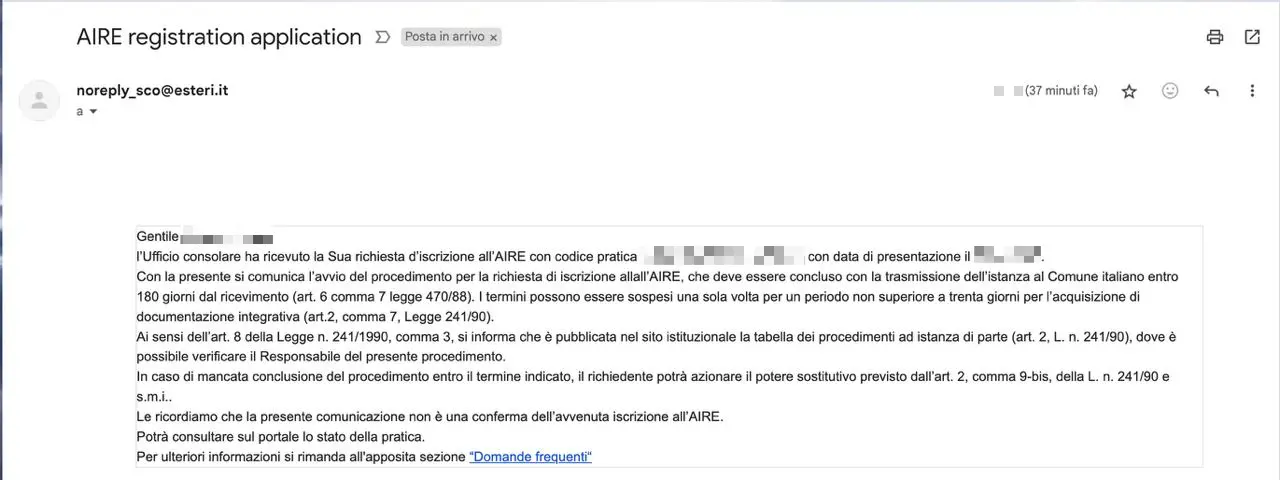 AIRE registration application Posta in arrivo ×
noreply_sco@esteri.it (37 minuti fa)
a
Gentile
l'Ufficio consolare ha ricevuto la Sua richiesta d'iscrizione all'AIRE con codice pratica con data di presentazione il .
Con la presente si comunica l'avvio del procedimento per la richiesta di iscrizione allall'AIRE, che deve essere concluso con la trasmissione dell'istanza al Comune italiano entro
180 giorni dal ricevimento (art. 6 comma 7 legge 470/88). I termini possono essere sospesi una sola volta per un periodo non superiore a trenta giorni per l'acquisizione di
documentazione integrativa (art.2, comma 7, Legge 241/90).
Ai sensi dell'art. 8 della Legge n. 241/1990, comma 3, si informa che è pubblicata nel sito istituzionale la tabella dei procedimenti ad istanza di parte (art. 2, L. n. 241/90), dove è
possibile verificare il Responsabile del presente procedimento.
In caso di mancata conclusione del procedimento entro il termine indicato, il richiedente potrà azionare il potere sostitutivo previsto dall'art. 2, comma 9-bis, della L. n. 241/90 e
s.m.i..
Le ricordiamo che la presente comunicazione non è una conferma dell'avvenuta iscrizione all'AIRE.
Potrà consultare sul portale lo stato della pratica.
Per ulteriori informazioni si rimanda all'apposita sezione "Domande frequenti"